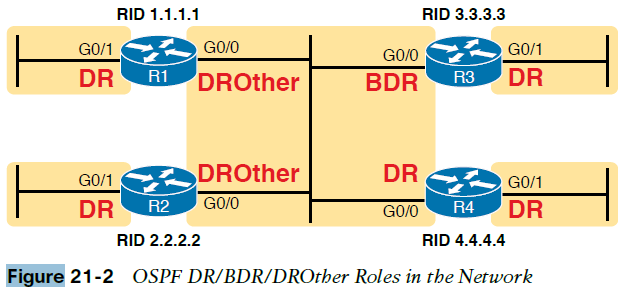 RID 1.1.1.1 RID 3.3.3.3
G0/1 G0/0 G0/0 G0/1
DR R1 DROther BDR R3 DR
G0/1 DROther DR G0/1
DR R2 G0/0 G0/0 R4 DR
RID 2.2.2.2 RID 4.4.4.4
Figure 21-2 OSPF DR/BDR/DROther Roles in the Network